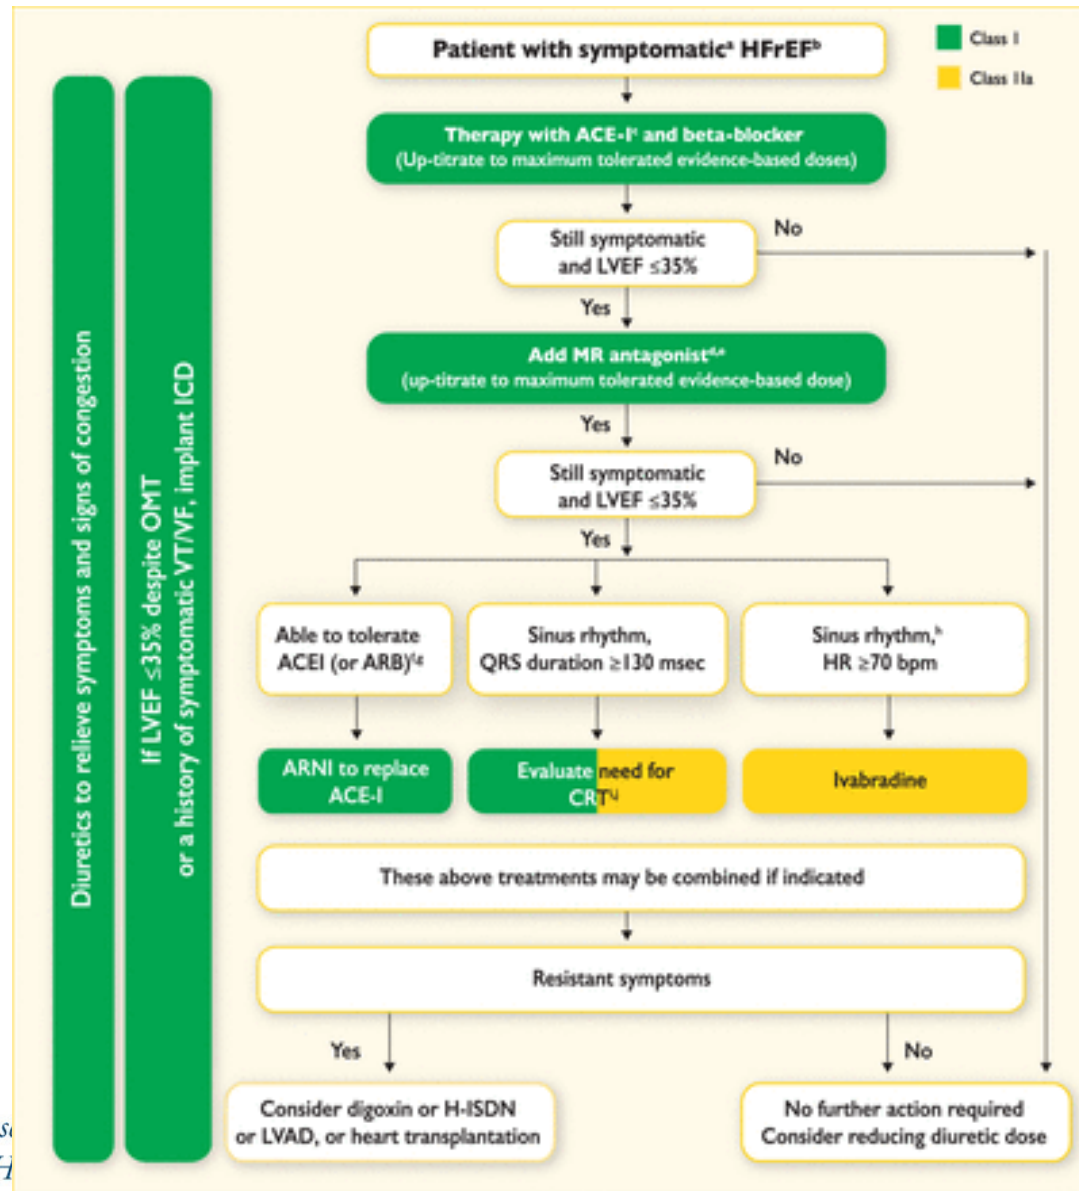 Patient with symptomaticᵃ HFrEFᵇ
Class I
Class IIa
Diuretics to relieve symptoms and signs of congestion
If LVEF ≤35% despite OMT
or a history of symptomatic VT/VF, implant ICD
Therapy with ACE-Iᶜ and beta-blocker
(Up-titrate to maximum tolerated evidence-based doses)
Still symptomatic
and LVEF ≤35%
No
Yes
Add MR antagonistᵈ,ᵉ
(up-titrate to maximum tolerated evidence-based dose)
Yes
Still symptomatic
and LVEF ≤35%
No
Yes
Able to tolerate
ACEI (or ARB)ᶠ,ᵍ
Sinus rhythm,
QRS duration ≥130 msec
Sinus rhythm,ʰ
HR ≥70 bpm
ARNI to replace
ACE-I
Evaluate need for
CRTⁱ,ʲ
Ivabradine
These above treatments may be combined if indicated
Resistant symptoms
Yes
No
Consider digoxin or H-ISDN
or LVAD, or heart transplantation
No further action required
Consider reducing diuretic dose